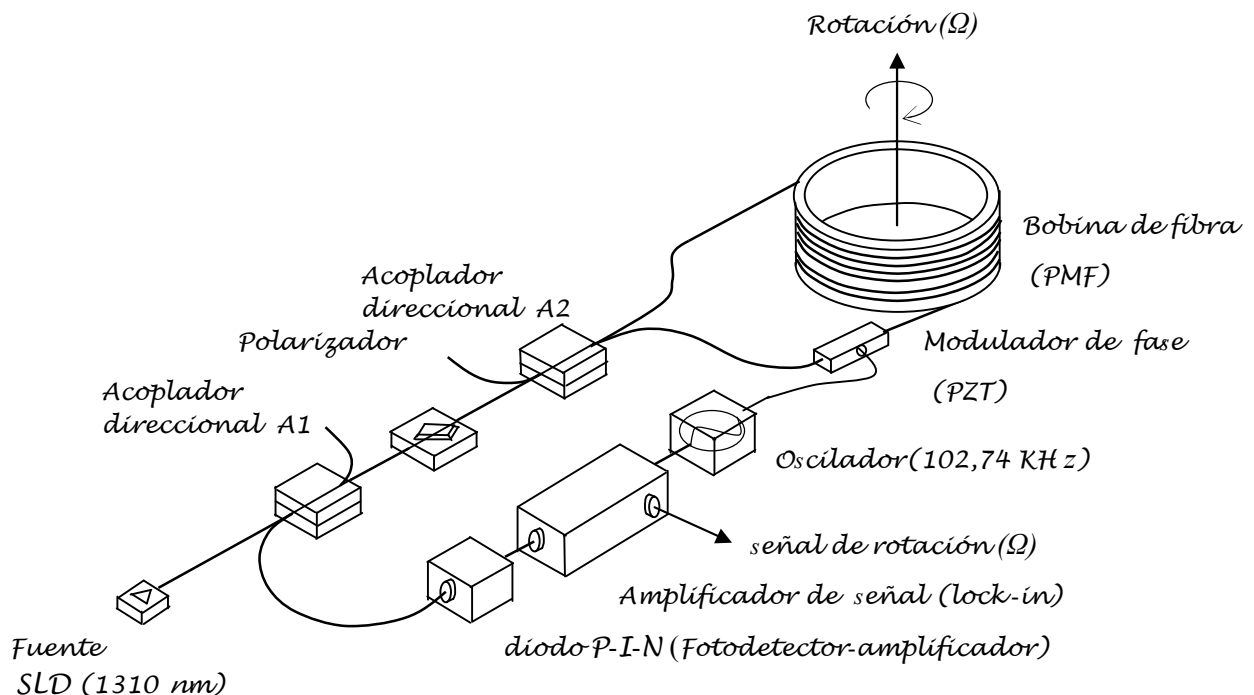 Rotación (Ω)
Bobina de fibra
(PMF)
Acoplador
direccional A2
Polarizador
Modulador de fase
(PZT)
Acoplador
direccional A1
Oscilador (102,74 KHz)
señal de rotación (Ω)
Amplificador de señal (lock-in)
diodo P-I-N (Fotodetector-amplificador)
Fuente
SLD (1310 nm)